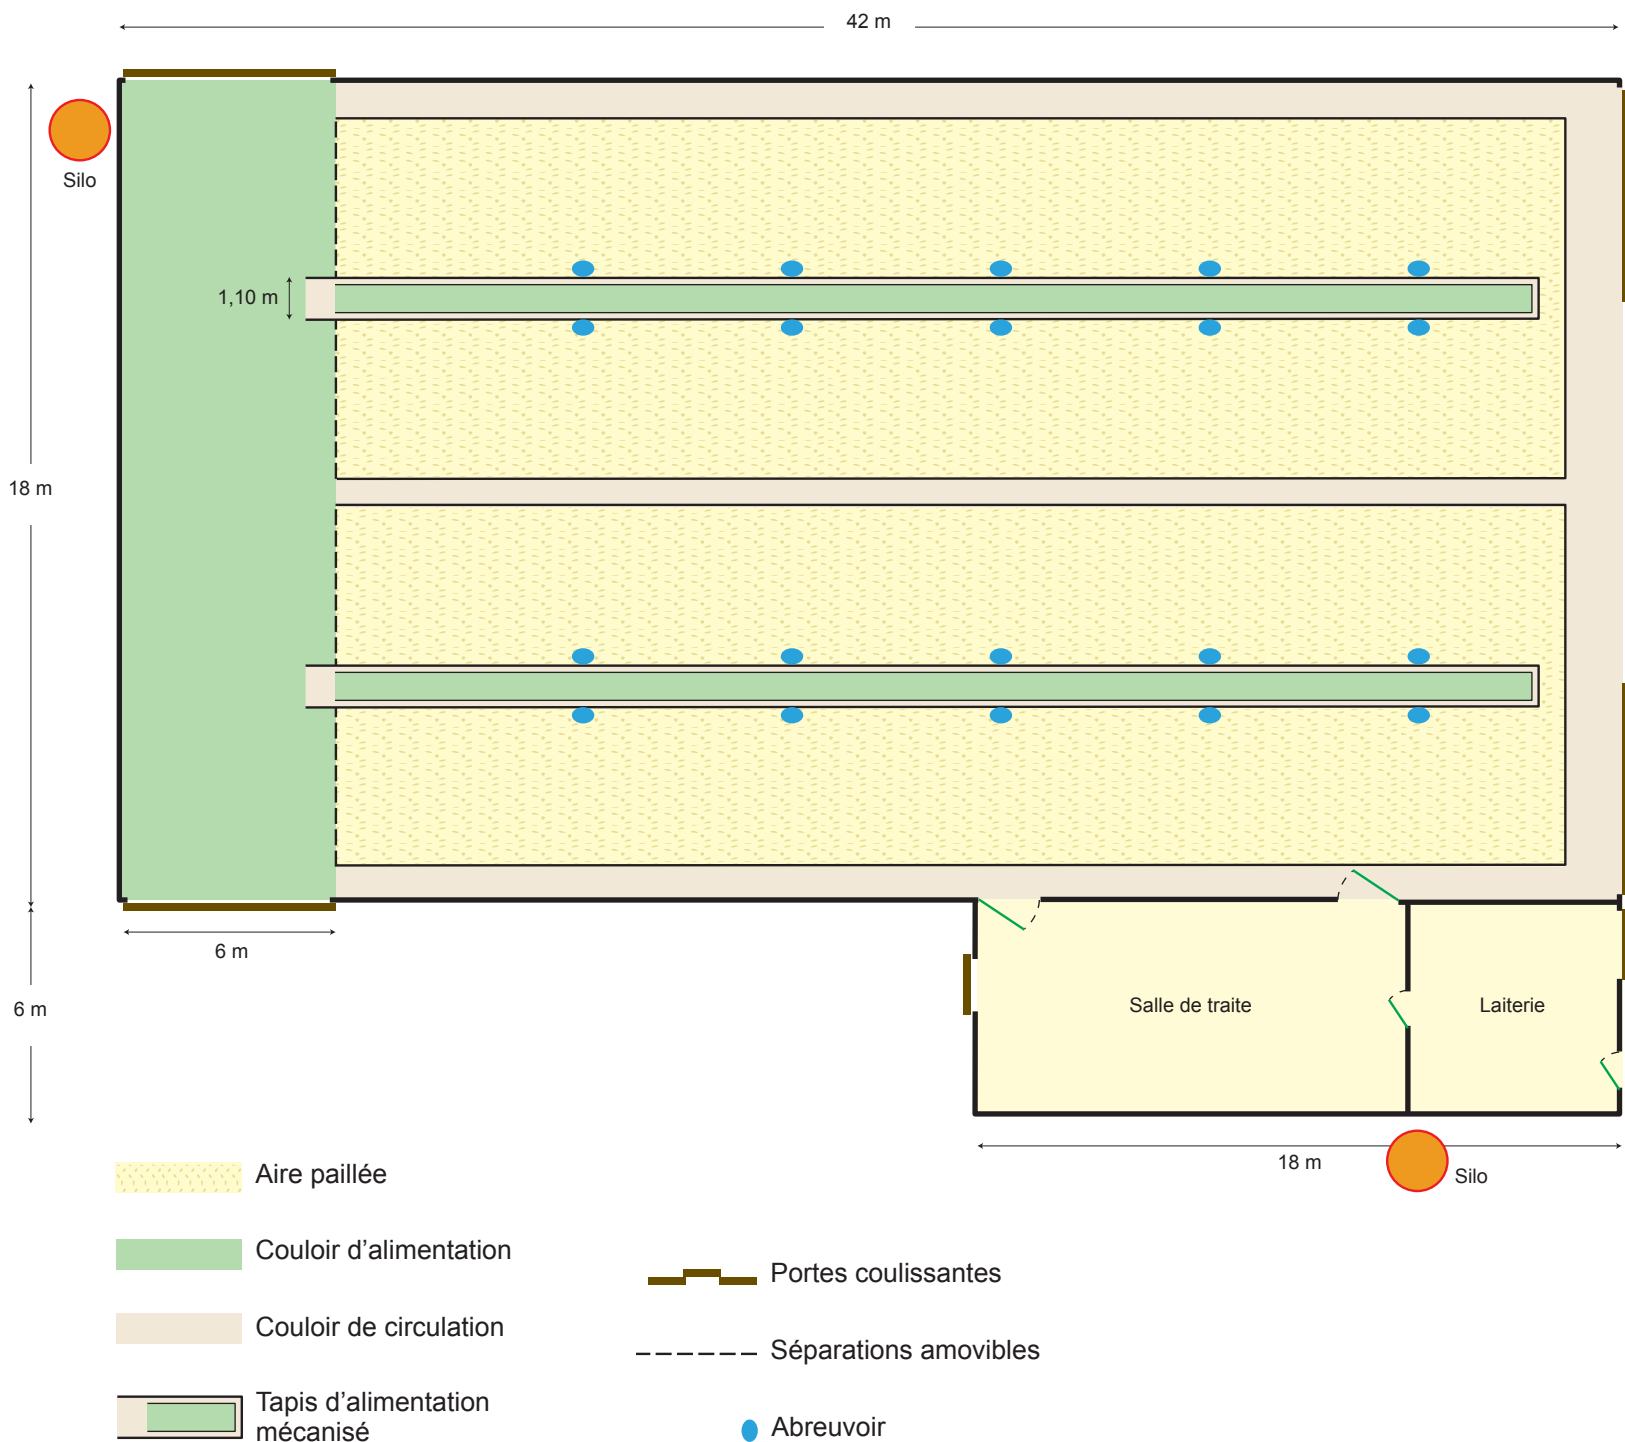 42 m
Silo
1,10 m
18 m
6 m
6 m
Salle de traite
Laiterie
18 m
Silo
Aire paillée
Couloir d’alimentation
Couloir de circulation
Tapis d’alimentation
mécanisé
Portes coulissantes
Séparations amovibles
Abreuvoir